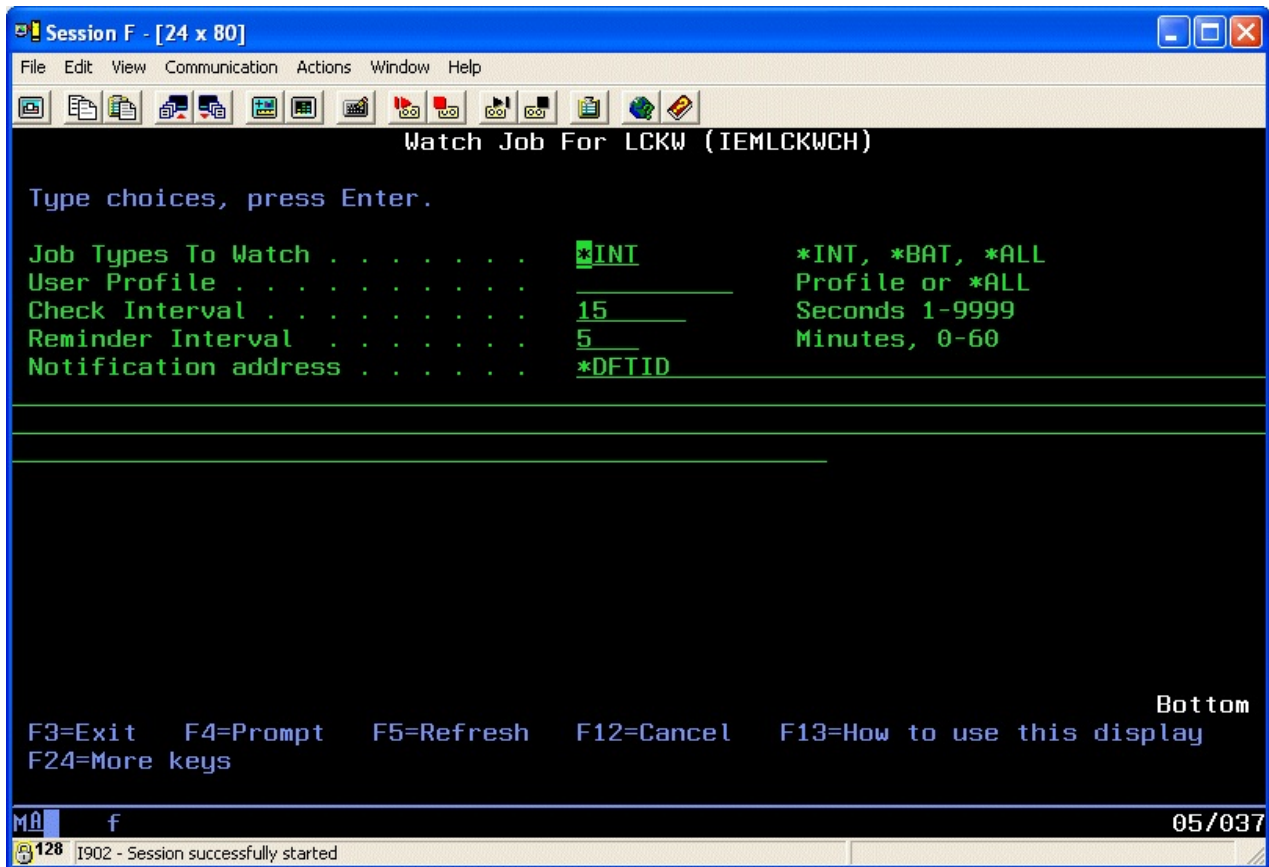 Session F - [24 x 80]
File Edit View Communication Actions Window Help
Watch Job For LCKW (IEMLCKWCH)
Type choices, press Enter.
Job Types To Watch . . . . . . . *INT *INT, *BAT, *ALL
User Profile . . . . . . . . . . Profile or *ALL
Check Interval . . . . . . . . . 15 Seconds 1-9999
Reminder Interval . . . . . . . 5 Minutes, 0-60
Notification address . . . . . . *DFTID
Bottom
F3=Exit F4=Prompt F5=Refresh F12=Cancel F13=How to use this display
F24=More keys
MA f 05/037
128 I902 - Session successfully started